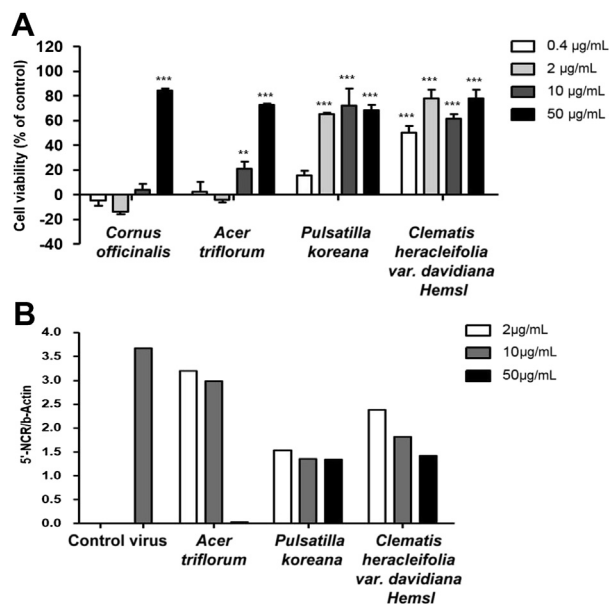 A
Cell viability (% of control)
120
100
80
60
40
20
0
-20
-40
***
***
**
***
***
***
***
***
***
***
0.4 µg/mL
2 µg/mL
10 µg/mL
50 µg/mL
Cornus
officinalis
Acer
triflorum
Pulsatilla
koreana
Clematis
heracleifolia
var. davidiana
Hemsl
B
5'-NCR/b-Actin
4.0
3.5
3.0
2.5
2.0
1.5
1.0
0.5
0.0
2µg/mL
10µg/mL
50µg/mL
Control virus
Acer
triflorum
Pulsatilla
koreana
Clematis
heracleifolia
var. davidiana
Hemsl